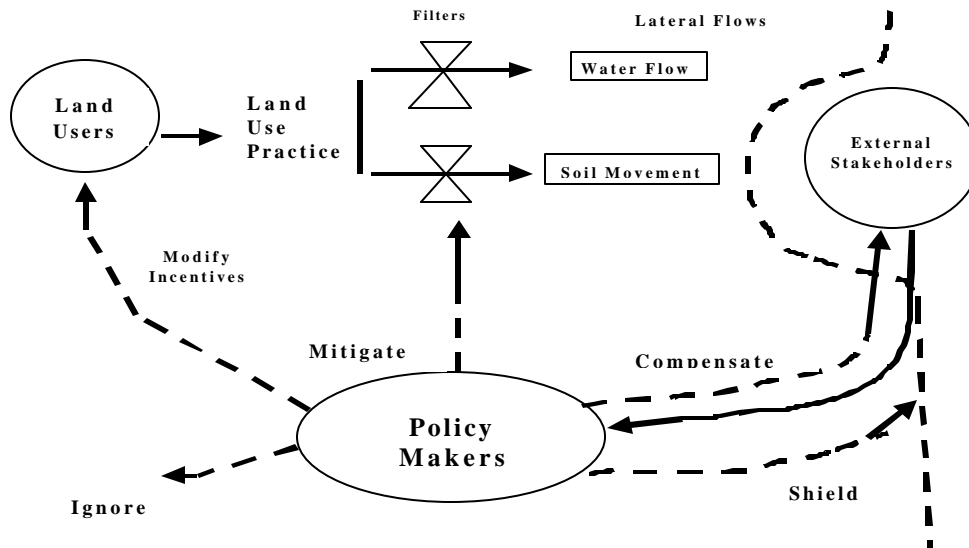 Filters
Lateral Flows
Water Flow
Land
Users
Land
Use
Practice
External
Stakeholders
Soil Movement
Modify
Incentives
Mitigate
Compensate
Policy
Makers
Shield
Ignore